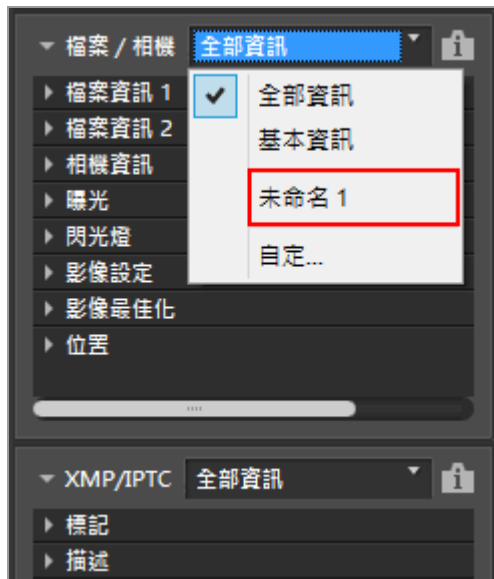 檔案 / 相機 全部資訊
檔案資訊 1
檔案資訊 2
相機資訊
曝光
閃光燈
影像設定
影像最佳化
位置
全部資訊
基本資訊
未命名 1
自定...
XMP/IPTC 全部資訊
標記
描述